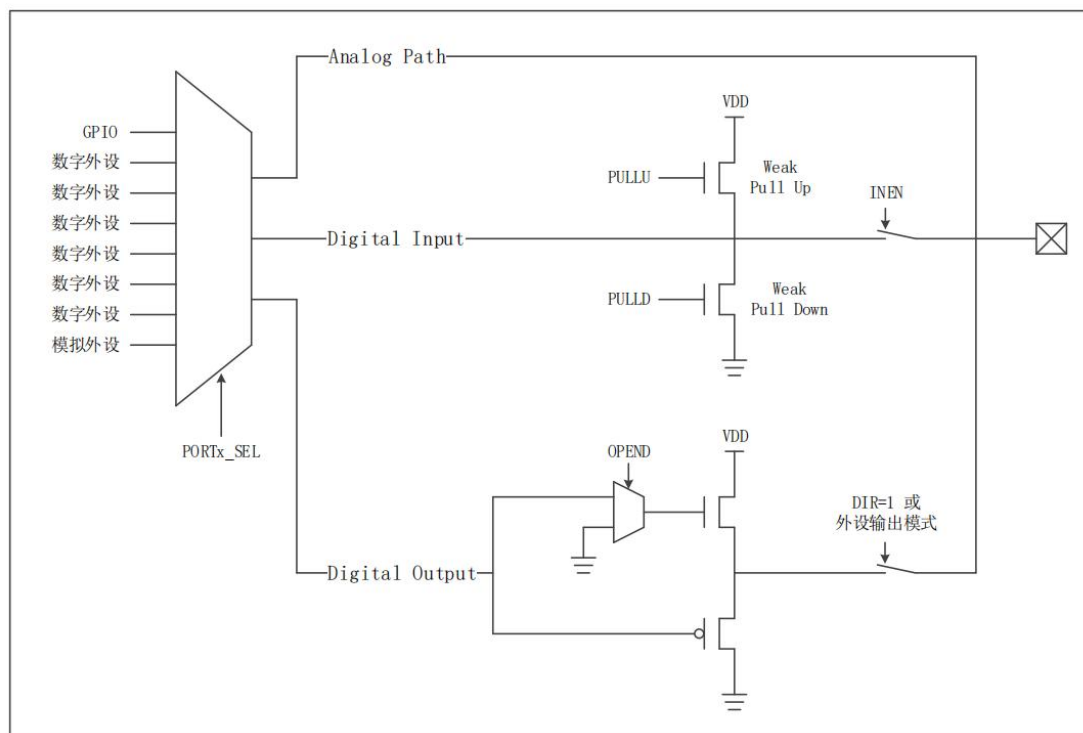 Analog Path
VDD
GPIO
数字外设
数字外设
数字外设
数字外设
数字外设
数字外设
模拟外设
PULLU
Weak
Pull Up
INEN
Digital Input
PULLD
Weak
Pull Down
PORTx_SEL
VDD
OPEND
DIR=1 或
外设输出模式
Digital Output